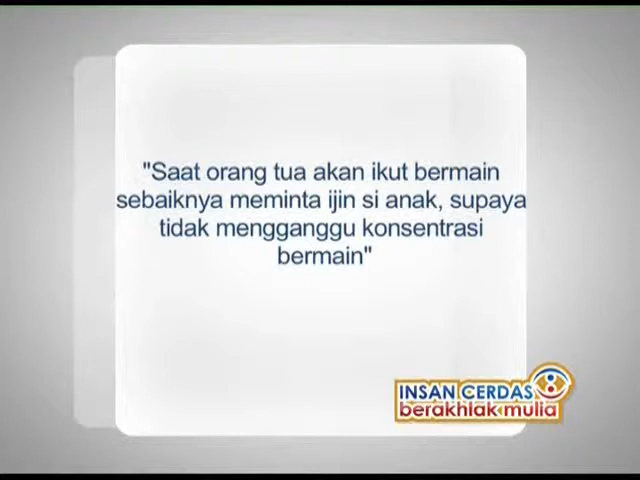 "Saat orang tua akan ikut bermain
sebaiknya meminta ijin si anak, supaya
tidak mengganggu konsentrasi
bermain"
INSAN CERDAS
berakhlak mulia